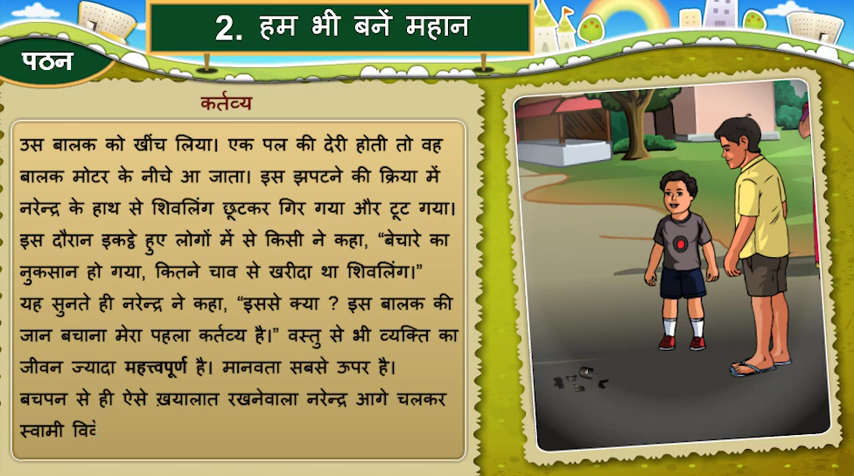 2. हम भी बनें महान
पठन
कर्तव्य
उस बालक को खींच लिया। एक पल की देरी होती तो वह
बालक मोटर के नीचे आ जाता। इस झपटने की क्रिया में
नरेन्द्र के हाथ से शिवलिंग छूटकर गिर गया और टूट गया।
इस दौरान इकट्ठे हुए लोगों में से किसी ने कहा, “बेचारे का
नुकसान हो गया, कितने चाव से खरीदा था शिवलिंग।”
यह सुनते ही नरेन्द्र ने कहा, “इससे क्या ? इस बालक की
जान बचाना मेरा पहला कर्तव्य है।” वस्तु से भी व्यक्ति का
जीवन ज्यादा महत्त्वपूर्ण है। मानवता सबसे ऊपर है।
बचपन से ही ऐसे ख़यालात रखनेवाला नरेन्द्र आगे चलकर
स्वामी